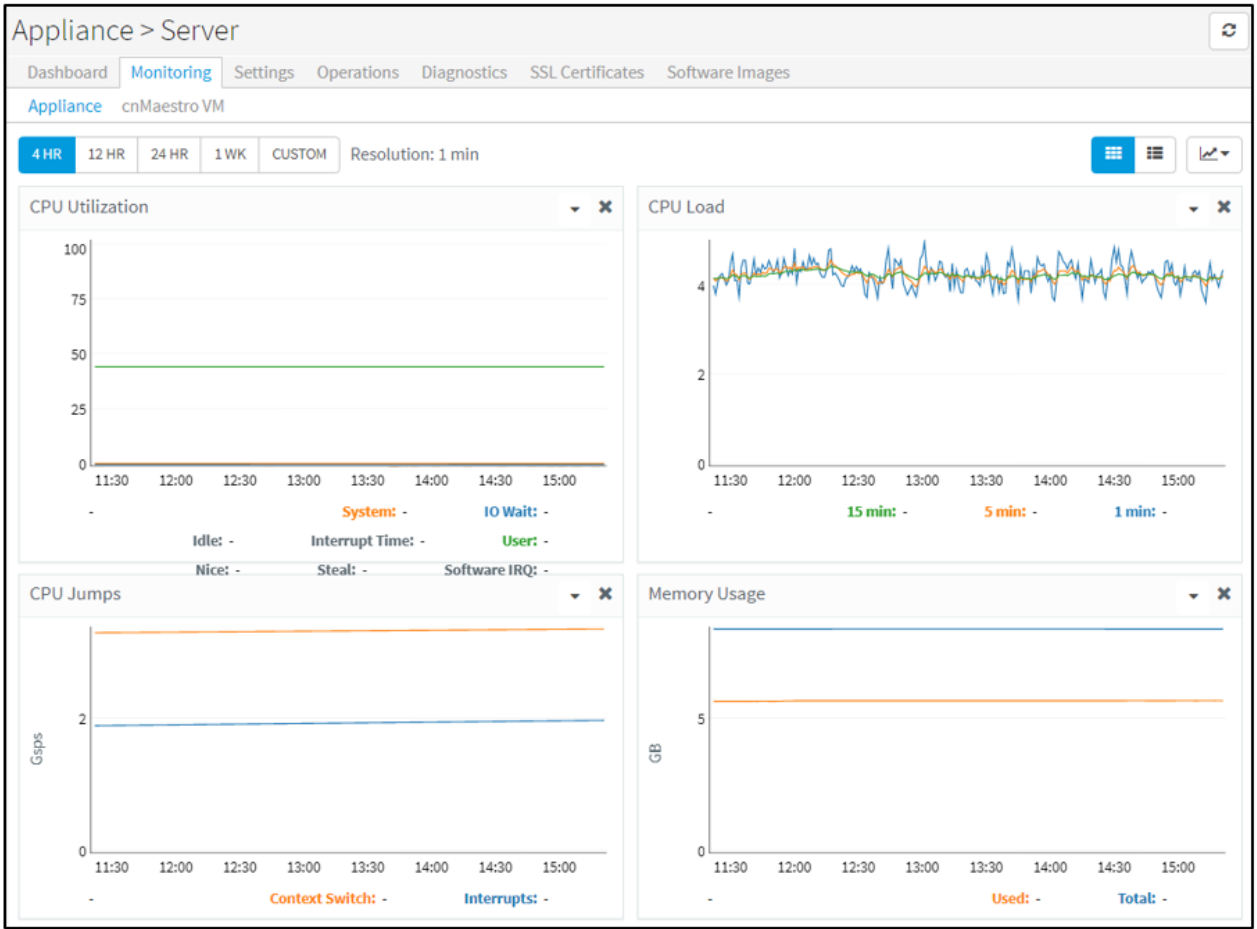 Appliance > Server
Dashboard Monitoring Settings Operations Diagnostics SSL Certificates Software Images
Appliance cnMaestro VM
4 HR 12 HR 24 HR 1 WK CUSTOM Resolution: 1 min
CPU Utilization
100
75
50
25
0
11:30 12:00 12:30 13:00 13:30 14:00 14:30 15:00
- System: - IO Wait: -
Idle: - Interrupt Time: - User: -
Nice: - Steal: - Software IRQ: -
CPU Load
4
2
0
11:30 12:00 12:30 13:00 13:30 14:00 14:30 15:00
- 15 min: - 5 min: - 1 min: -
CPU Jumps
Gsps
2
0
11:30 12:00 12:30 13:00 13:30 14:00 14:30 15:00
- Context Switch: - Interrupts: -
Memory Usage
GB
5
0
11:30 12:00 12:30 13:00 13:30 14:00 14:30 15:00
- Used: - Total: -